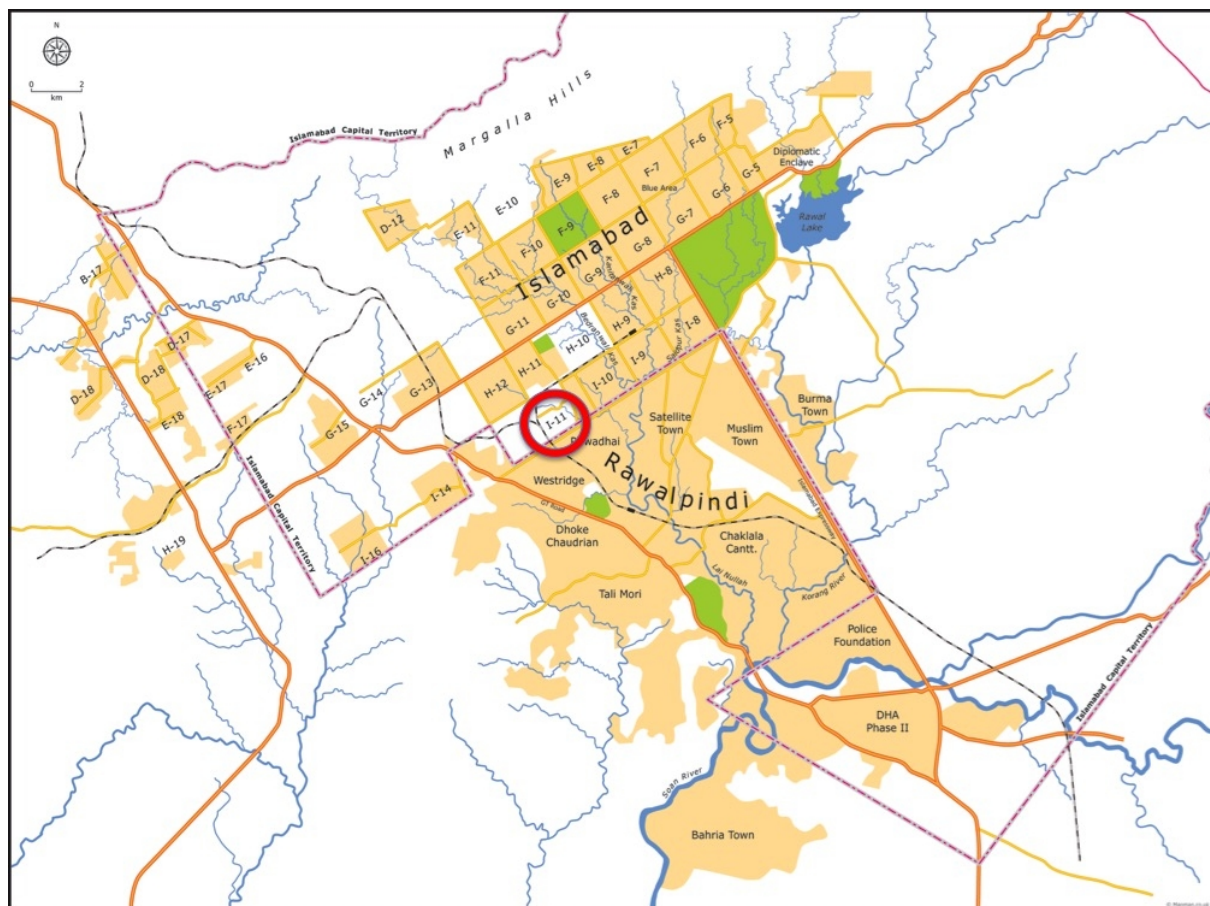 N
0 2
km
Islamabad Capital Territory
Margalla Hills
F-5
F-6
E-7
E-8
F-7
E-9
Diplomatic
Enclave
G-5
F-8
Blue Area
G-6
E-10
D-12
E-11
F-9
G-7
Rawal
Lake
F-10
G-8
Islamabad
F-11
G-9
H-8
B-17
G-10
H-9
G-11
I-8
H-10
I-9
D-17
H-11
E-16
I-10
D-18
G-13
H-12
E-17
G-14
D-18
E-18
F-17
G-15
I-11
Satellite
Town
Burma
Town
Muslim
Town
Islamabad Capital Territory
Westridge
Rawalpindi
I-14
GT Road
Islamabad Expressway
Dhoke
Chaudrian
Chaklala
Cantt.
H-19
I-16
Lai Nullah
Korang River
Tali Mori
Police
Foundation
Islamabad Capital Territory
DHA
Phase II
Soan River
Bahria Town